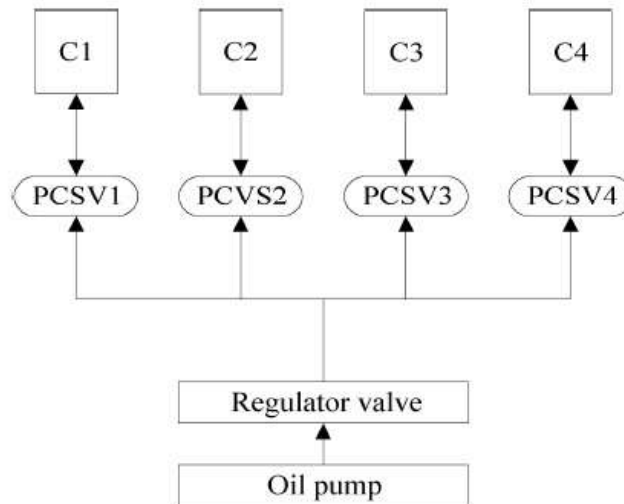 C1 C2 C3 C4
PCSV1 PCVS2 PCSV3 PCSV4
Regulator valve
Oil pump